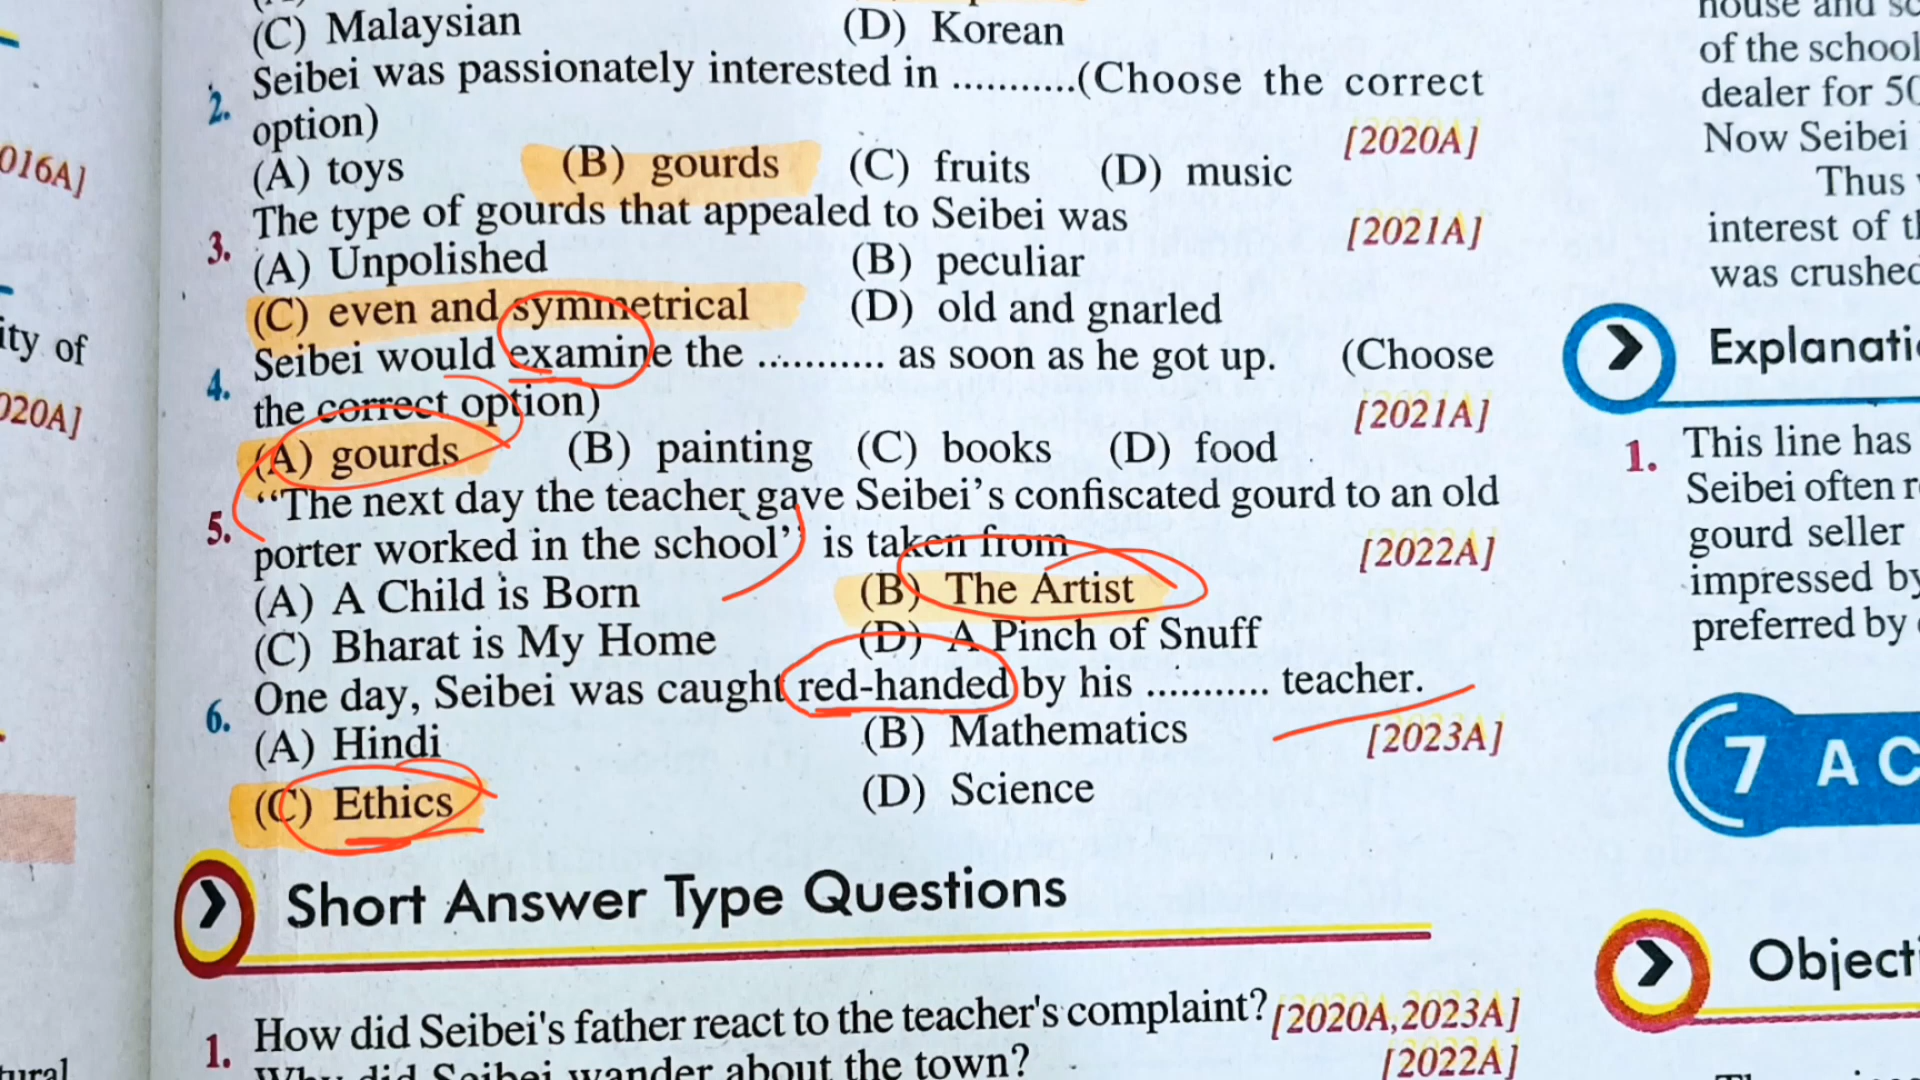 (C) Malaysian (D) Korean
2. Seibei was passionately interested in ...........(Choose the correct
option) [2020A]
(A) toys (B) gourds (C) fruits (D) music
3. The type of gourds that appealed to Seibei was [2021A]
(A) Unpolished (B) peculiar
(C) even and symmetrical (D) old and gnarled
4. Seibei would examine the ........... as soon as he got up. (Choose
the correct option) [2021A]
(A) gourds (B) painting (C) books (D) food
5. “The next day the teacher gave Seibei’s confiscated gourd to an old
porter worked in the school” is taken from [2022A]
(A) A Child is Born (B) The Artist
(C) Bharat is My Home (D) A Pinch of Snuff
6. One day, Seibei was caught red-handed by his ........... teacher.
(A) Hindi (B) Mathematics [2023A]
(C) Ethics (D) Science
Short Answer Type Questions
1. How did Seibei's father react to the teacher's complaint? [2020A,2023A]
did Seibei wander about the town? [2022A]
016A]
ity of
020A]
house and
of the school
dealer for
Now Seibei
Thus
interest of
was crushed
1. This line has
Seibei often
gourd seller
impressed by
preferred by
7 A